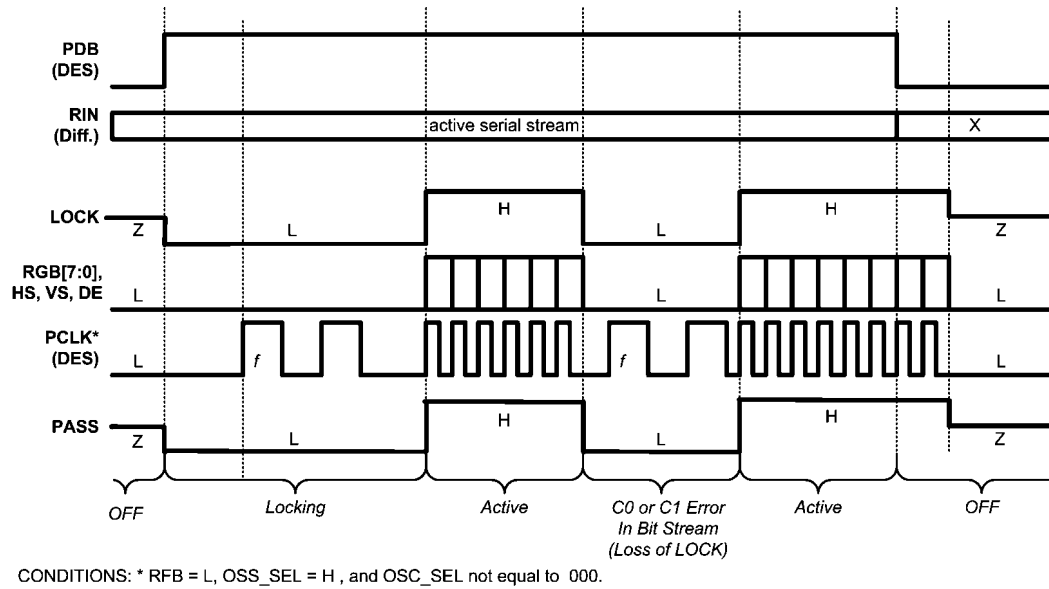 PDB
(DES)
RIN
(Diff.)
active serial stream
X
LOCK
Z
L
H
L
H
Z
RGB[7:0],
HS, VS, DE
L
L
L
PCLK*
(DES)
L
f
f
L
PASS
Z
L
H
L
H
Z
OFF
Locking
Active
C0 or C1 Error
In Bit Stream
(Loss of LOCK)
Active
OFF
CONDITIONS: * RFB = L, OSS_SEL = H , and OSC_SEL not equal to 000.